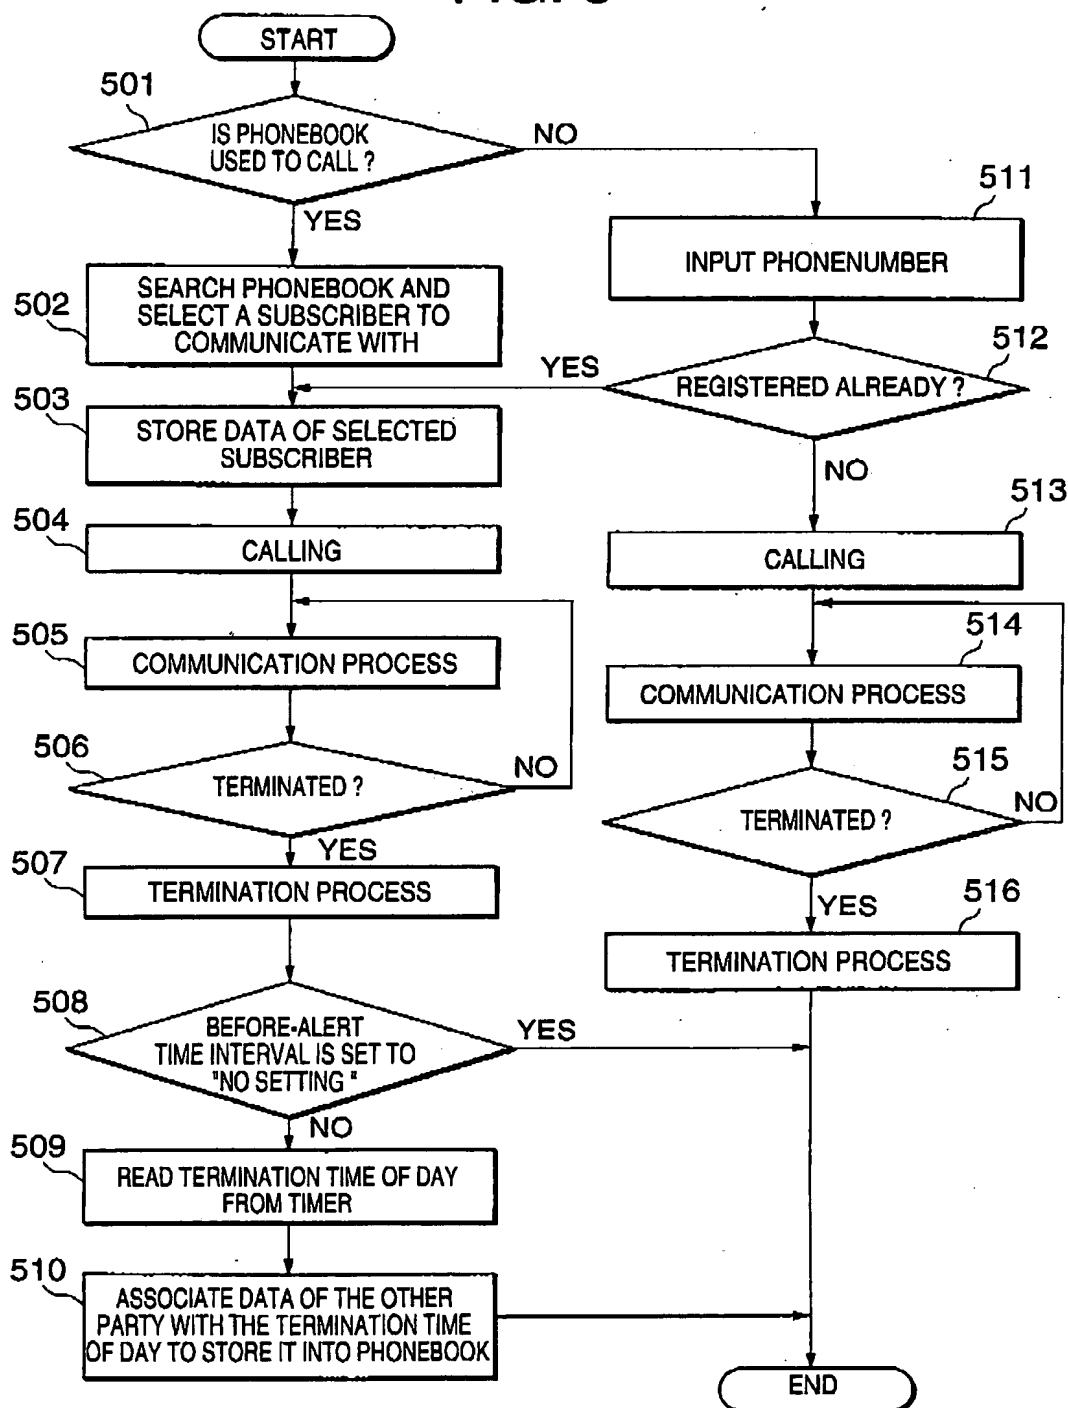 START
501
IS PHONEBOOK
USED TO CALL ?
NO
YES
511
INPUT PHONENUMBER
502
SEARCH PHONEBOOK AND
SELECT A SUBSCRIBER TO
COMMUNICATE WITH
512
REGISTERED ALREADY ?
YES
NO
503
STORE DATA OF SELECTED
SUBSCRIBER
504
CALLING
513
CALLING
505
COMMUNICATION PROCESS
514
COMMUNICATION PROCESS
506
TERMINATED ?
NO
YES
515
TERMINATED ?
NO
YES
507
TERMINATION PROCESS
516
TERMINATION PROCESS
508
BEFORE-ALERT
TIME INTERVAL IS SET TO
"NO SETTING "
YES
NO
509
READ TERMINATION TIME OF DAY
FROM TIMER
510
ASSOCIATE DATA OF THE OTHER
PARTY WITH THE TERMINATION TIME
OF DAY TO STORE IT INTO PHONEBOOK
END